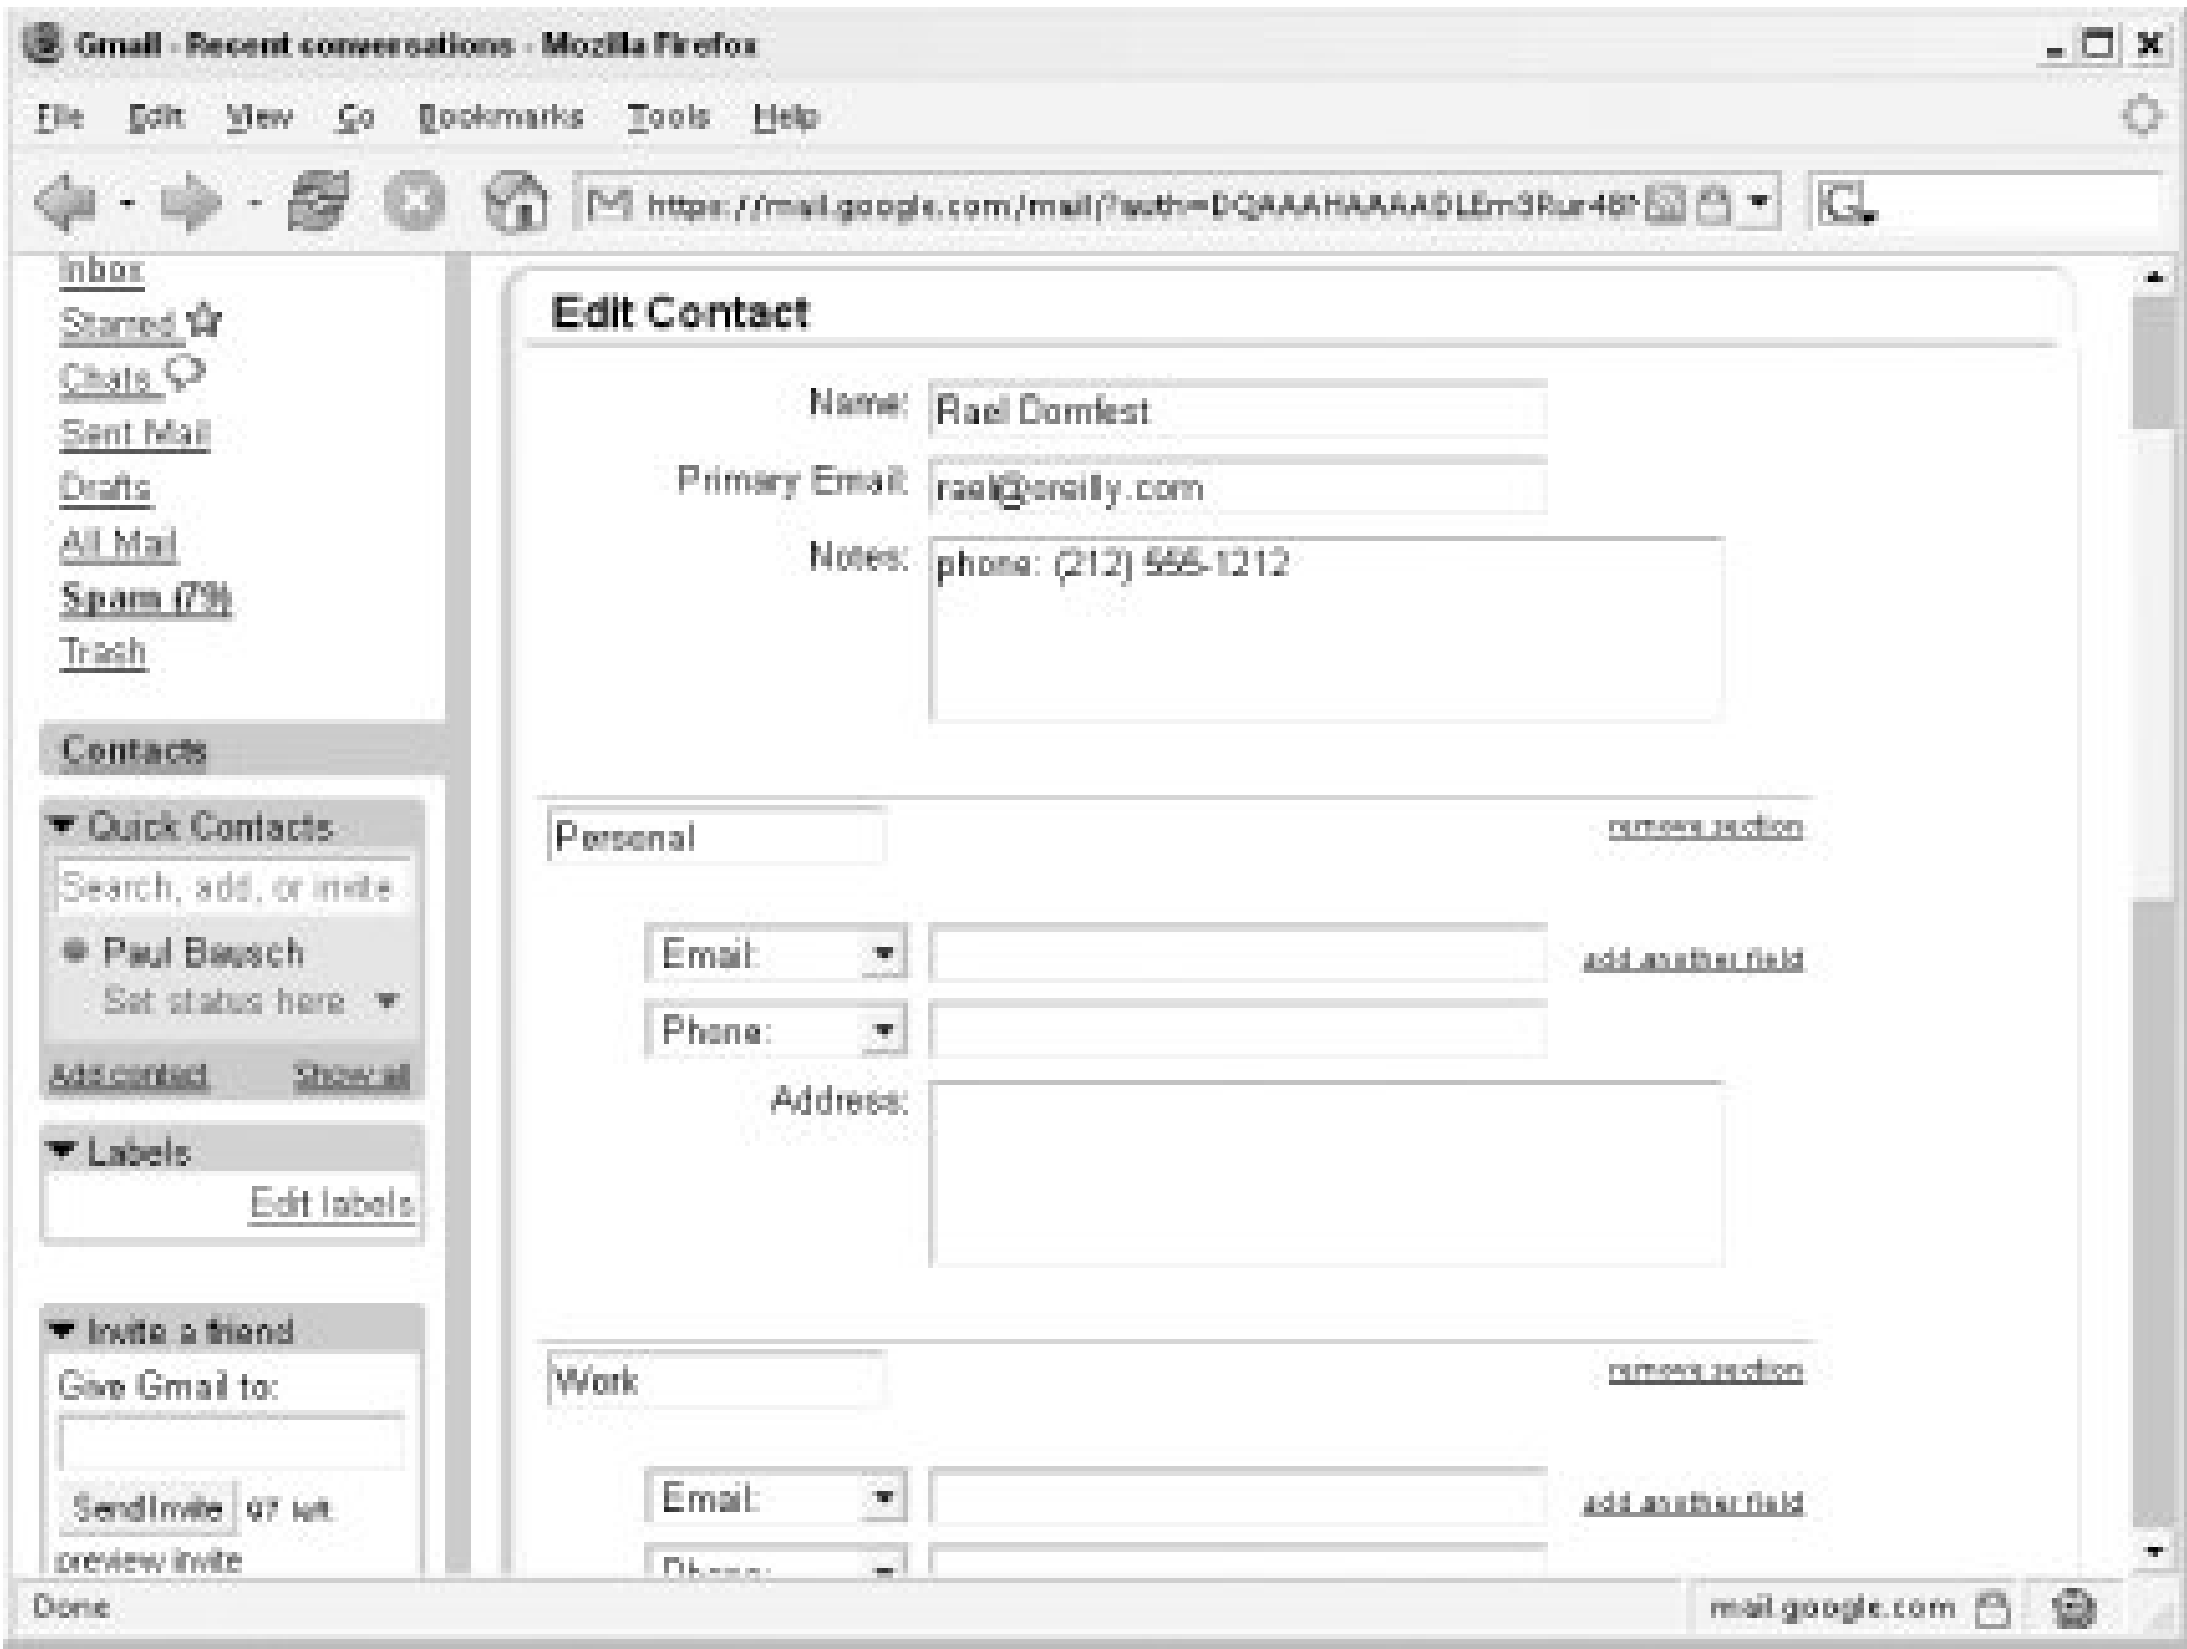 Gmail - Recent conversations - Mozilla Firefox
File Edit View Go Bookmarks Tools Help
https://mail.google.com/mail/?auth=DQAAAHAAAADLEm3Rur48
Inbox
Starred
Chats
Sent Mail
Drafts
All Mail
Spam (79)
Trash
Contacts
Quick Contacts
Search, add, or invite
Paul Bausch
Set status here
Add contact Show all
Labels
Edit labels
Invite a friend
Give Gmail to:
Send Invite 97 left
preview invite
Edit Contact
Name: Rael Dornfest
Primary Email: rael@oreilly.com
Notes: phone: (212) 555-1212
Personal remove section
Email: add another field
Phone:
Address:
Work remove section
Email: add another field
Phone:
Done mail.google.com